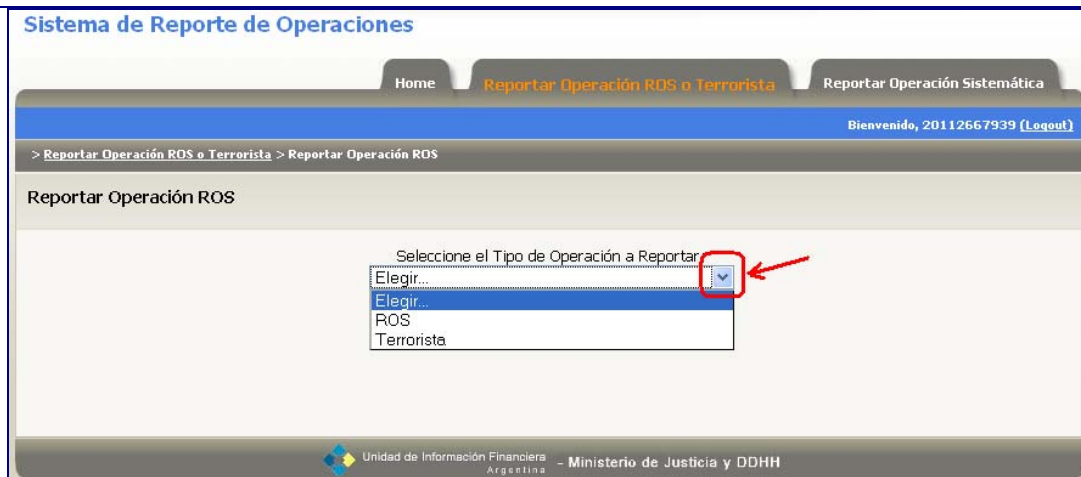 Sistema de Reporte de Operaciones
Home Reportar Operación ROS o Terrorista Reportar Operación Sistemática
Bienvenido, 20112667939 (Logout)
> Reportar Operación ROS o Terrorista > Reportar Operación ROS
Reportar Operación ROS
Seleccione el Tipo de Operación a Reportar
Elegir...
Elegir...
ROS
Terrorista
Unidad de Información Financiera
Argentina
- Ministerio de Justicia y DDHH